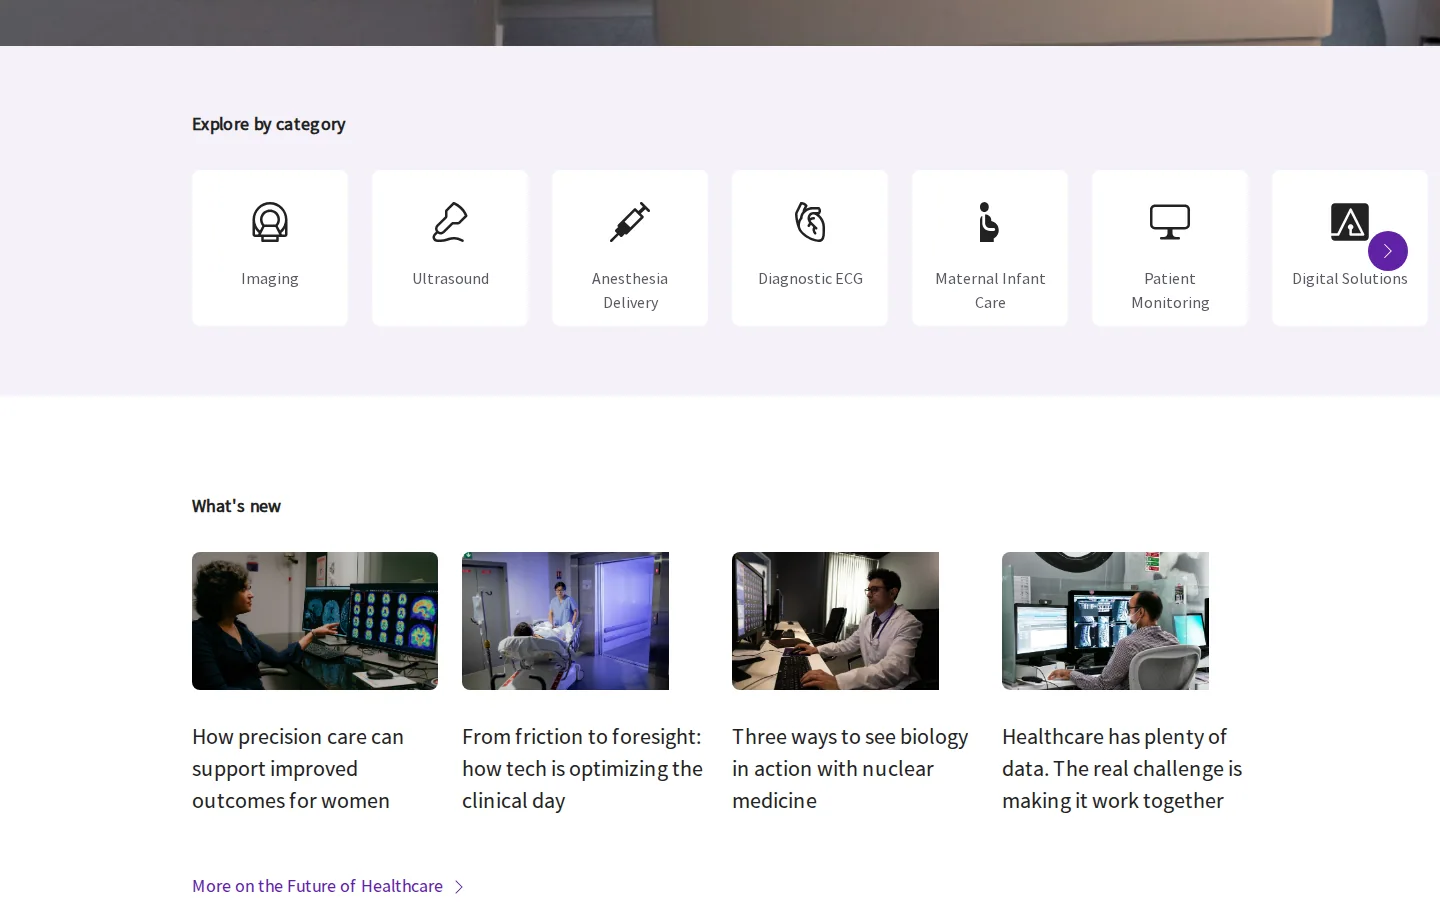 Explore by category
Imaging
Ultrasound
Anesthesia
Delivery
Diagnostic ECG
Maternal Infant
Care
Patient
Monitoring
Digital Solutions
What's new
How precision care can
support improved
outcomes for women
From friction to foresight:
how tech is optimizing the
clinical day
Three ways to see biology
in action with nuclear
medicine
Healthcare has plenty of
data. The real challenge is
making it work together
More on the Future of Healthcare